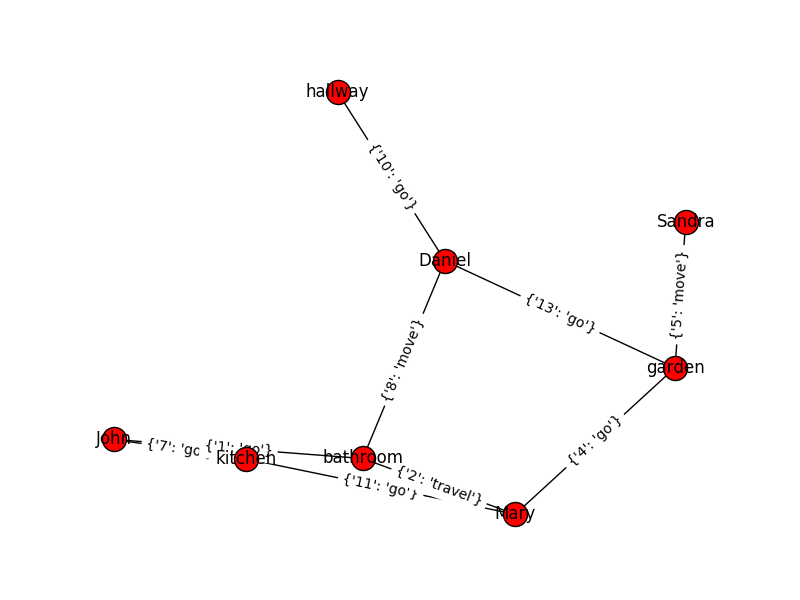 hallway
{'10': 'go'}
Sandra
Daniel
{'5': 'move'}
{'13': 'go'}
{'8': 'move'}
garden
{'4': 'go'}
John
{'7': 'go
{'1': 'go'}
kitchen
bathroom
{'2': 'travel'}
{'11': 'go'}
Mary